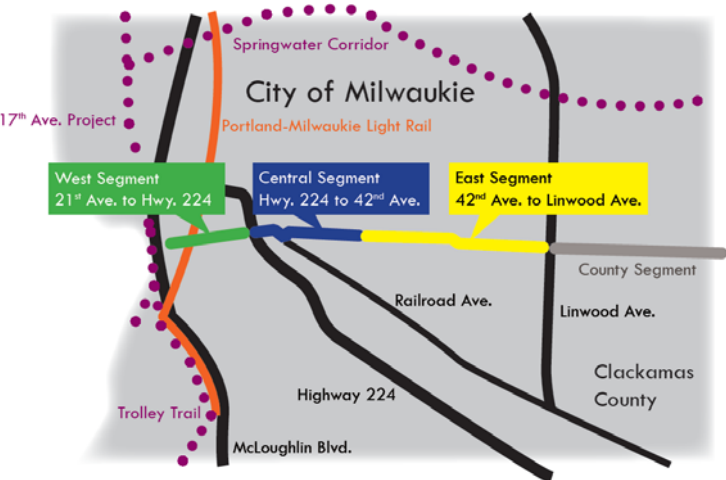 Springwater Corridor
City of Milwaukie
17th Ave. Project
Portland-Milwaukie Light Rail
West Segment
21st Ave. to Hwy. 224
Central Segment
Hwy. 224 to 42nd Ave.
East Segment
42nd Ave. to Linwood Ave.
County Segment
Railroad Ave.
Linwood Ave.
Clackamas
County
Highway 224
Trolley Trail
McLoughlin Blvd.